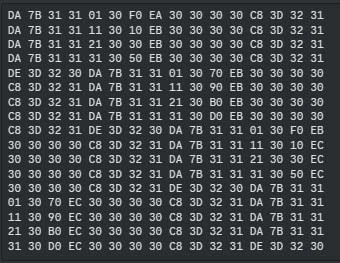 DA 7B 31 31 01 30 F0 EA 30 30 30 30 C8 3D 32 31
DA 7B 31 31 11 30 10 EB 30 30 30 30 C8 3D 32 31
DA 7B 31 31 21 30 30 EB 30 30 30 30 C8 3D 32 31
DA 7B 31 31 31 30 50 EB 30 30 30 30 C8 3D 32 31
DE 3D 32 30 DA 7B 31 31 01 30 70 EB 30 30 30 30
C8 3D 32 31 DA 7B 31 31 11 30 90 EB 30 30 30 30
C8 3D 32 31 DA 7B 31 31 21 30 B0 EB 30 30 30 30
C8 3D 32 31 DA 7B 31 31 31 30 D0 EB 30 30 30 30
C8 3D 32 31 DE 3D 32 30 DA 7B 31 31 01 30 F0 EB
30 30 30 30 C8 3D 32 31 DA 7B 31 31 11 30 10 EC
30 30 30 30 C8 3D 32 31 DA 7B 31 31 21 30 30 EC
30 30 30 30 C8 3D 32 31 DA 7B 31 31 31 30 50 EC
30 30 30 30 C8 3D 32 31 DE 3D 32 30 DA 7B 31 31
01 30 70 EC 30 30 30 30 C8 3D 32 31 DA 7B 31 31
11 30 90 EC 30 30 30 30 C8 3D 32 31 DA 7B 31 31
21 30 B0 EC 30 30 30 30 C8 3D 32 31 DA 7B 31 31
31 30 D0 EC 30 30 30 30 C8 3D 32 31 DE 3D 32 30